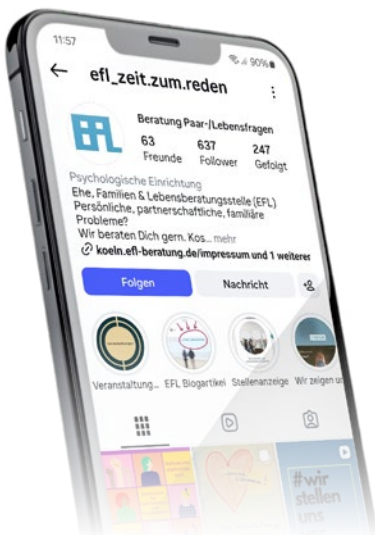 11:57
90%
efl_zeit.zum.reden
EFL
Beratung Paar-/Lebensfragen
63 637 247
Freunde Follower Gefolgt
Psychologische Einrichtung
Ehe, Familien & Lebensberatungsstelle (EFL)
Persönliche, partnerschaftliche, familiäre
Probleme?
Wir beraten Dich gern. Kos... mehr
koeln.efl-beratung.de/impressum und 1 weiterer
Folgen Nachricht
Veranstaltung... EFL Blogartikel Stellenanzeige Wir zeigen un
#wir
stellen
uns